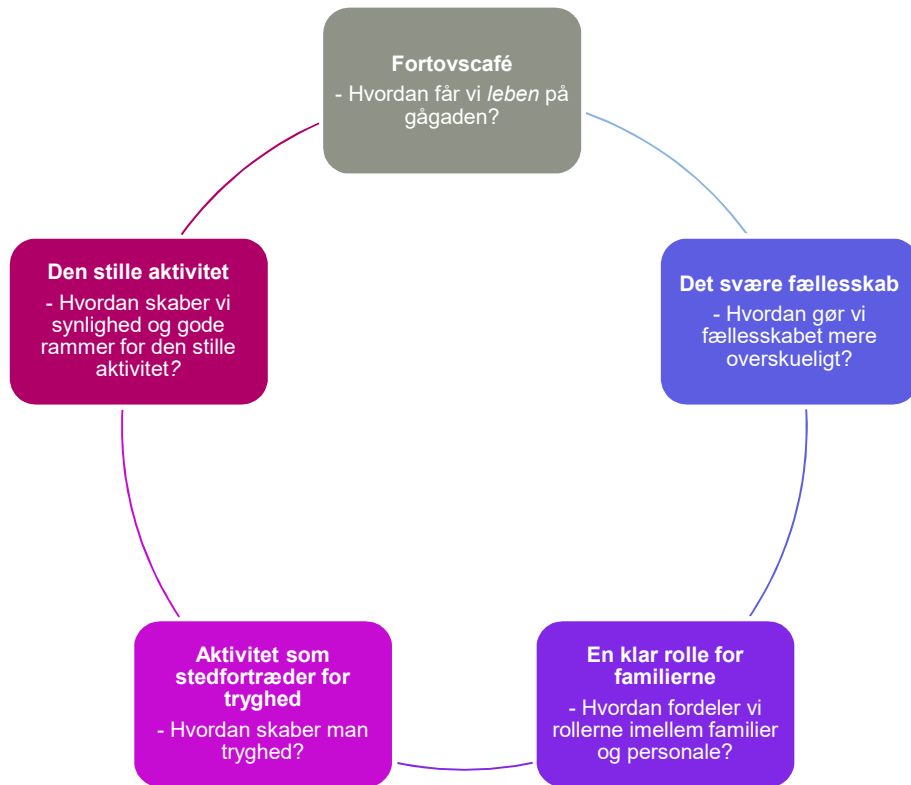 Fortovscafé
- Hvordan får vi leben på
gågaden?
Det svære fællesskab
- Hvordan gør vi
fællesskabet mere
overskueligt?
En klar rolle for
familierne
- Hvordan fordeler vi
rollerne imellem familier
og personale?
Aktivitet som
stedfortræder for
tryghed
- Hvordan skaber man
tryghed?
Den stille aktivitet
- Hvordan skaber vi
synlighed og gode
rammer for den stille
aktivitet?